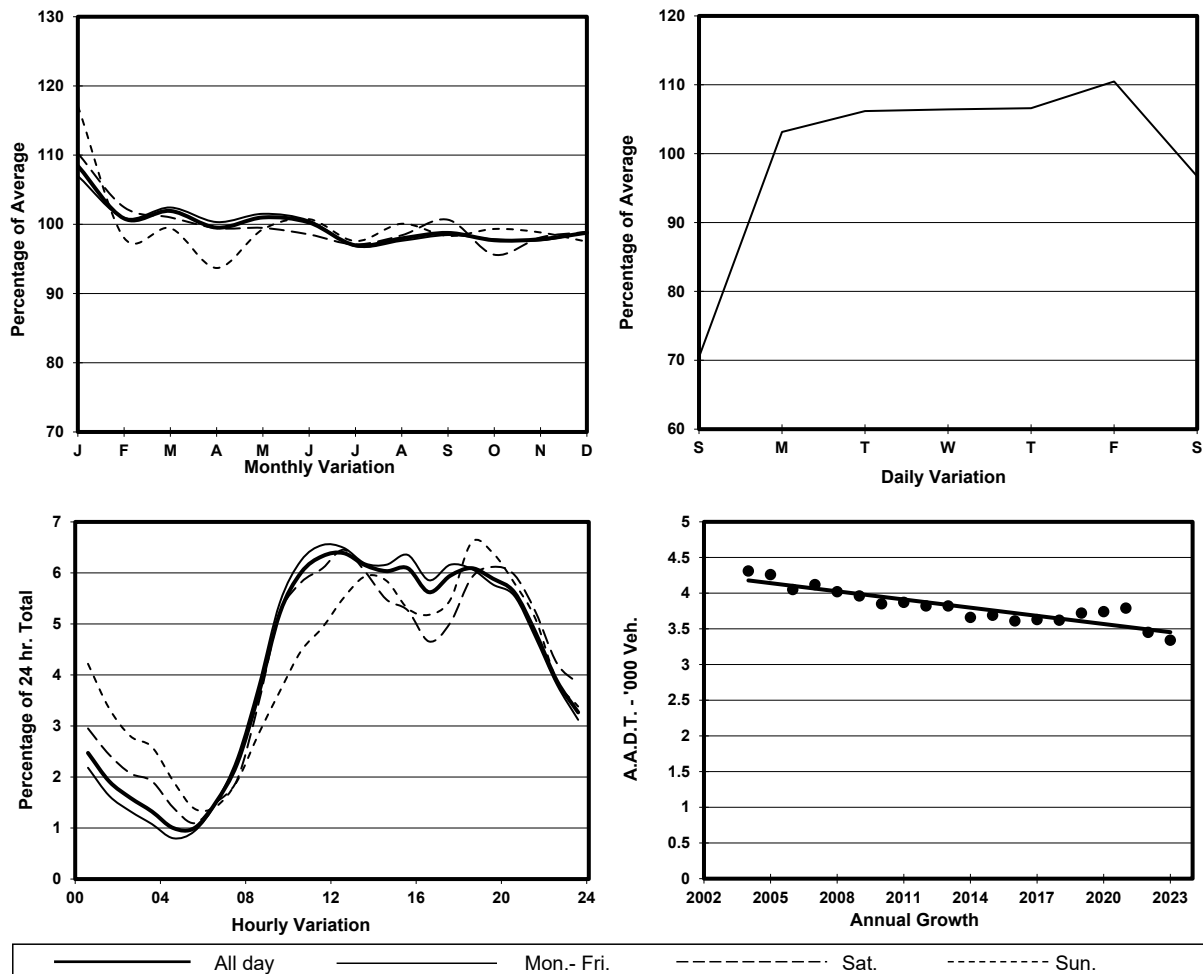 130
120
110
100
90
80
70
Percentage of Average
J F M A M J J A S O N D
Monthly Variation
120
110
100
90
80
70
60
Percentage of Average
S M T W T F S
Daily Variation
7
6
5
4
3
2
1
0
Percentage of 24 hr. Total
00 04 08 12 16 20 24
Hourly Variation
5
4.5
4
3.5
3
2.5
2
1.5
1
0.5
0
A.A.D.T. - '000 Veh.
2002 2005 2008 2011 2014 2017 2020 2023
Annual Growth
All day Mon.- Fri. Sat. Sun.